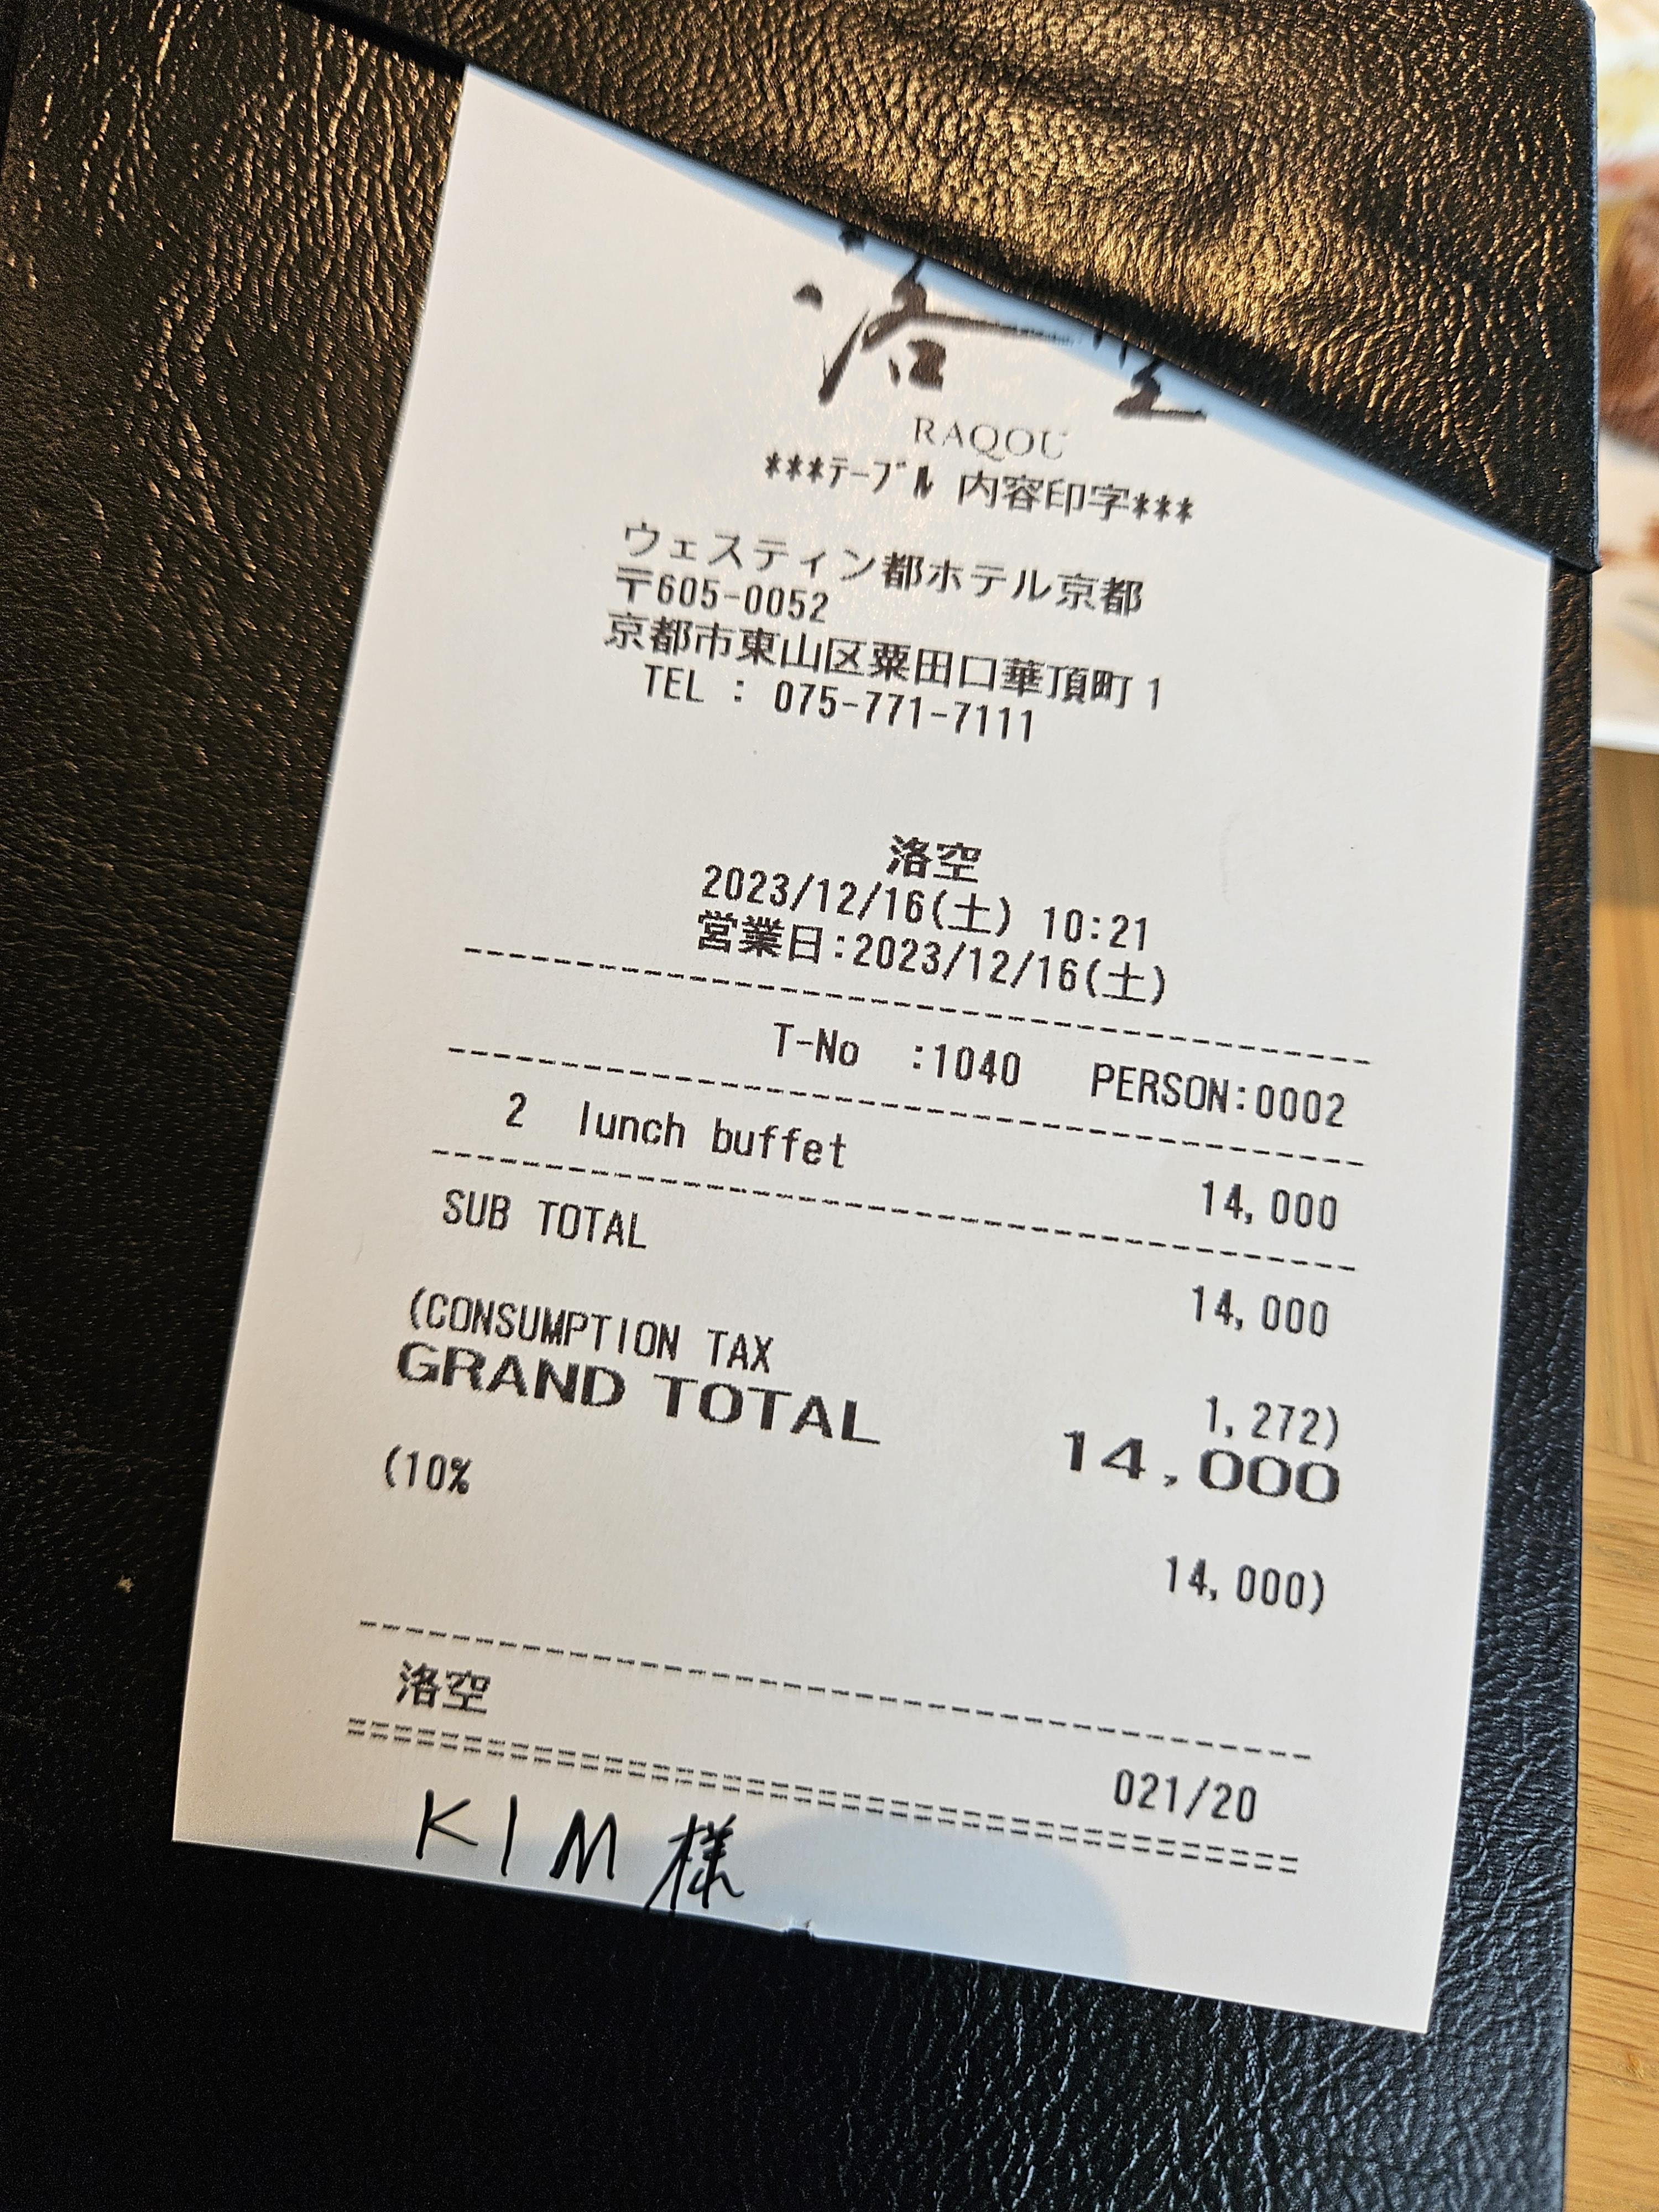 洛空
RAQOU
***ﾃｰﾌﾞﾙ 内容印字***
ウェスティン都ホテル京都
〒605-0052
京都市東山区粟田口華頂町1
TEL : 075-771-7111
洛空
2023/12/16(土) 10:21
営業日:2023/12/16(土)
T-No :1040 PERSON:0002
2 lunch buffet 14,000
SUB TOTAL 14,000
(CONSUMPTION TAX 1,272)
GRAND TOTAL 14,000
(10% 14,000)
洛空 021/20
KIM 様